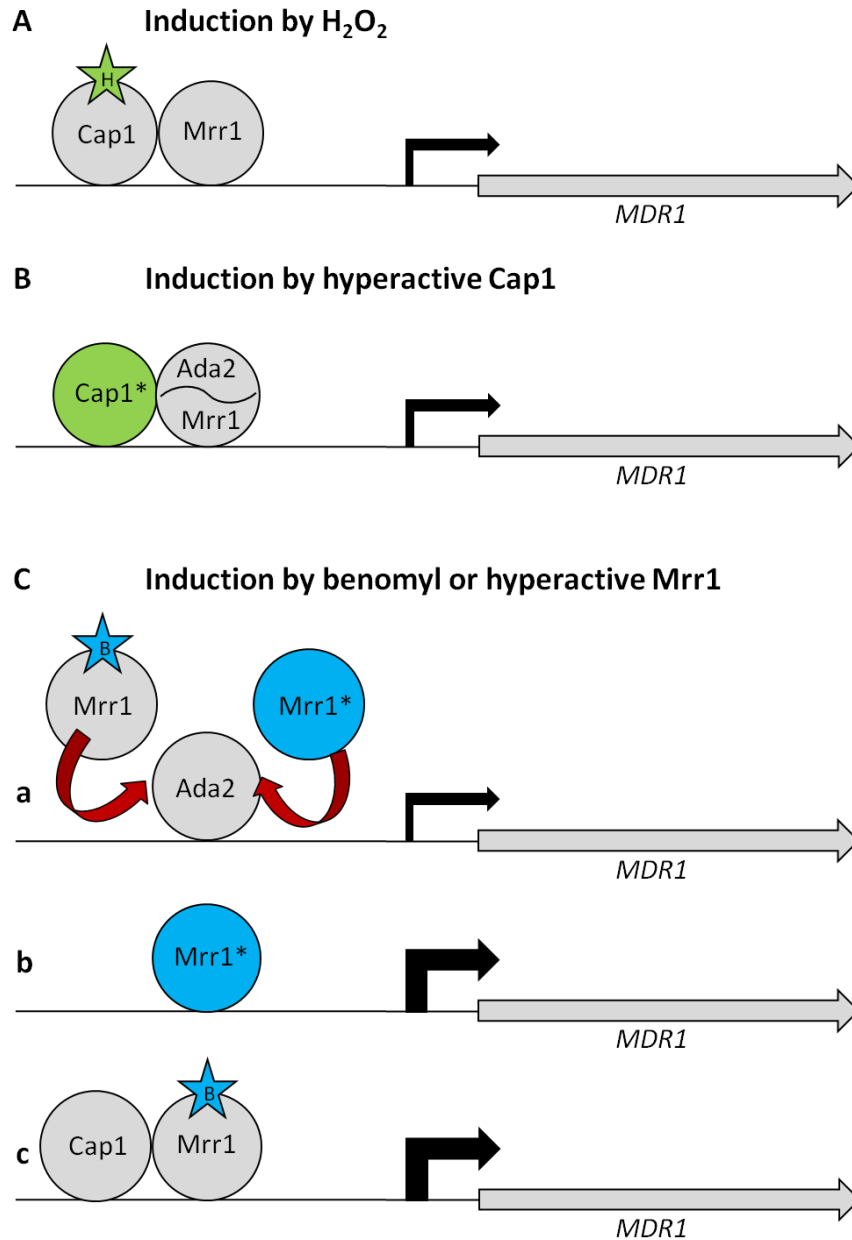 A Induction by H₂O₂
H
Cap1 Mrr1
MDR1
B Induction by hyperactive Cap1
Cap1* Ada2
Mrr1
MDR1
C Induction by benomyl or hyperactive Mrr1
B
Mrr1 Mrr1*
a Ada2
MDR1
b Mrr1*
MDR1
B
c Cap1 Mrr1
MDR1